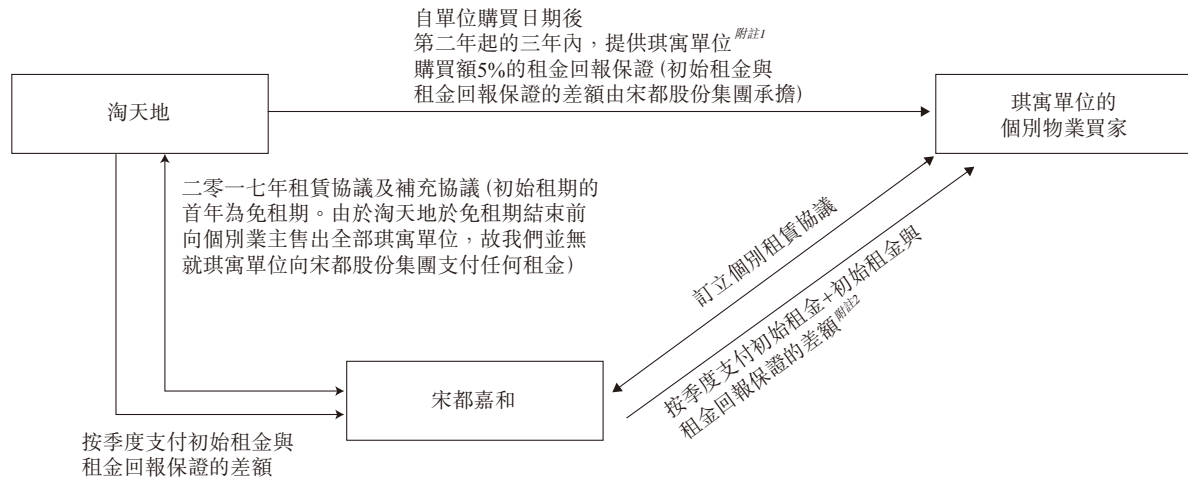 自單位購買日期後
第二年起的三年內，提供琪寓單位附註1
購買額5%的租金回報保證 (初始租金與
租金回報保證的差額由宋都股份集團承擔)
淘天地
琪寓單位的
個別物業買家
二零一七年租賃協議及補充協議 (初始租期的
首年為免租期。由於淘天地於免租期結束前
向個別業主售出全部琪寓單位，故我們並無
就琪寓單位向宋都股份集團支付任何租金)
訂立個別租賃協議
按季度支付初始租金+初始租金與
租金回報保證的差額附註2
宋都嘉和
按季度支付初始租金與
租金回報保證的差額